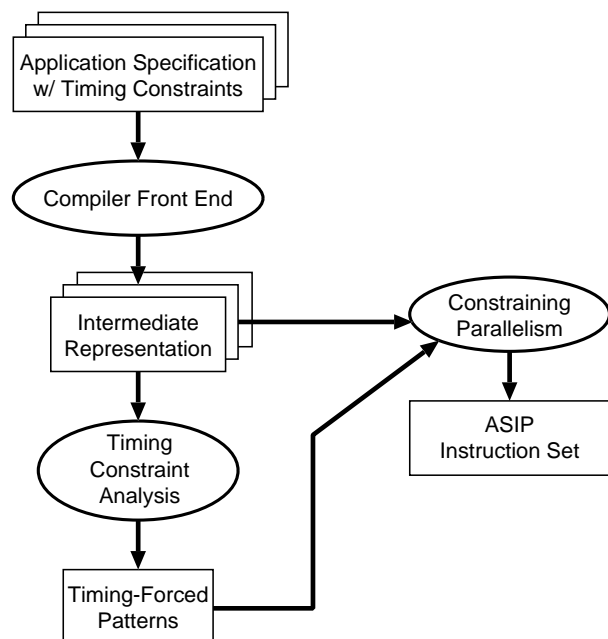 Application Specification
w/ Timing Constraints
Compiler Front End
Intermediate
Representation
Constraining
Parallelism
Timing
Constraint
Analysis
ASIP
Instruction Set
Timing-Forced
Patterns